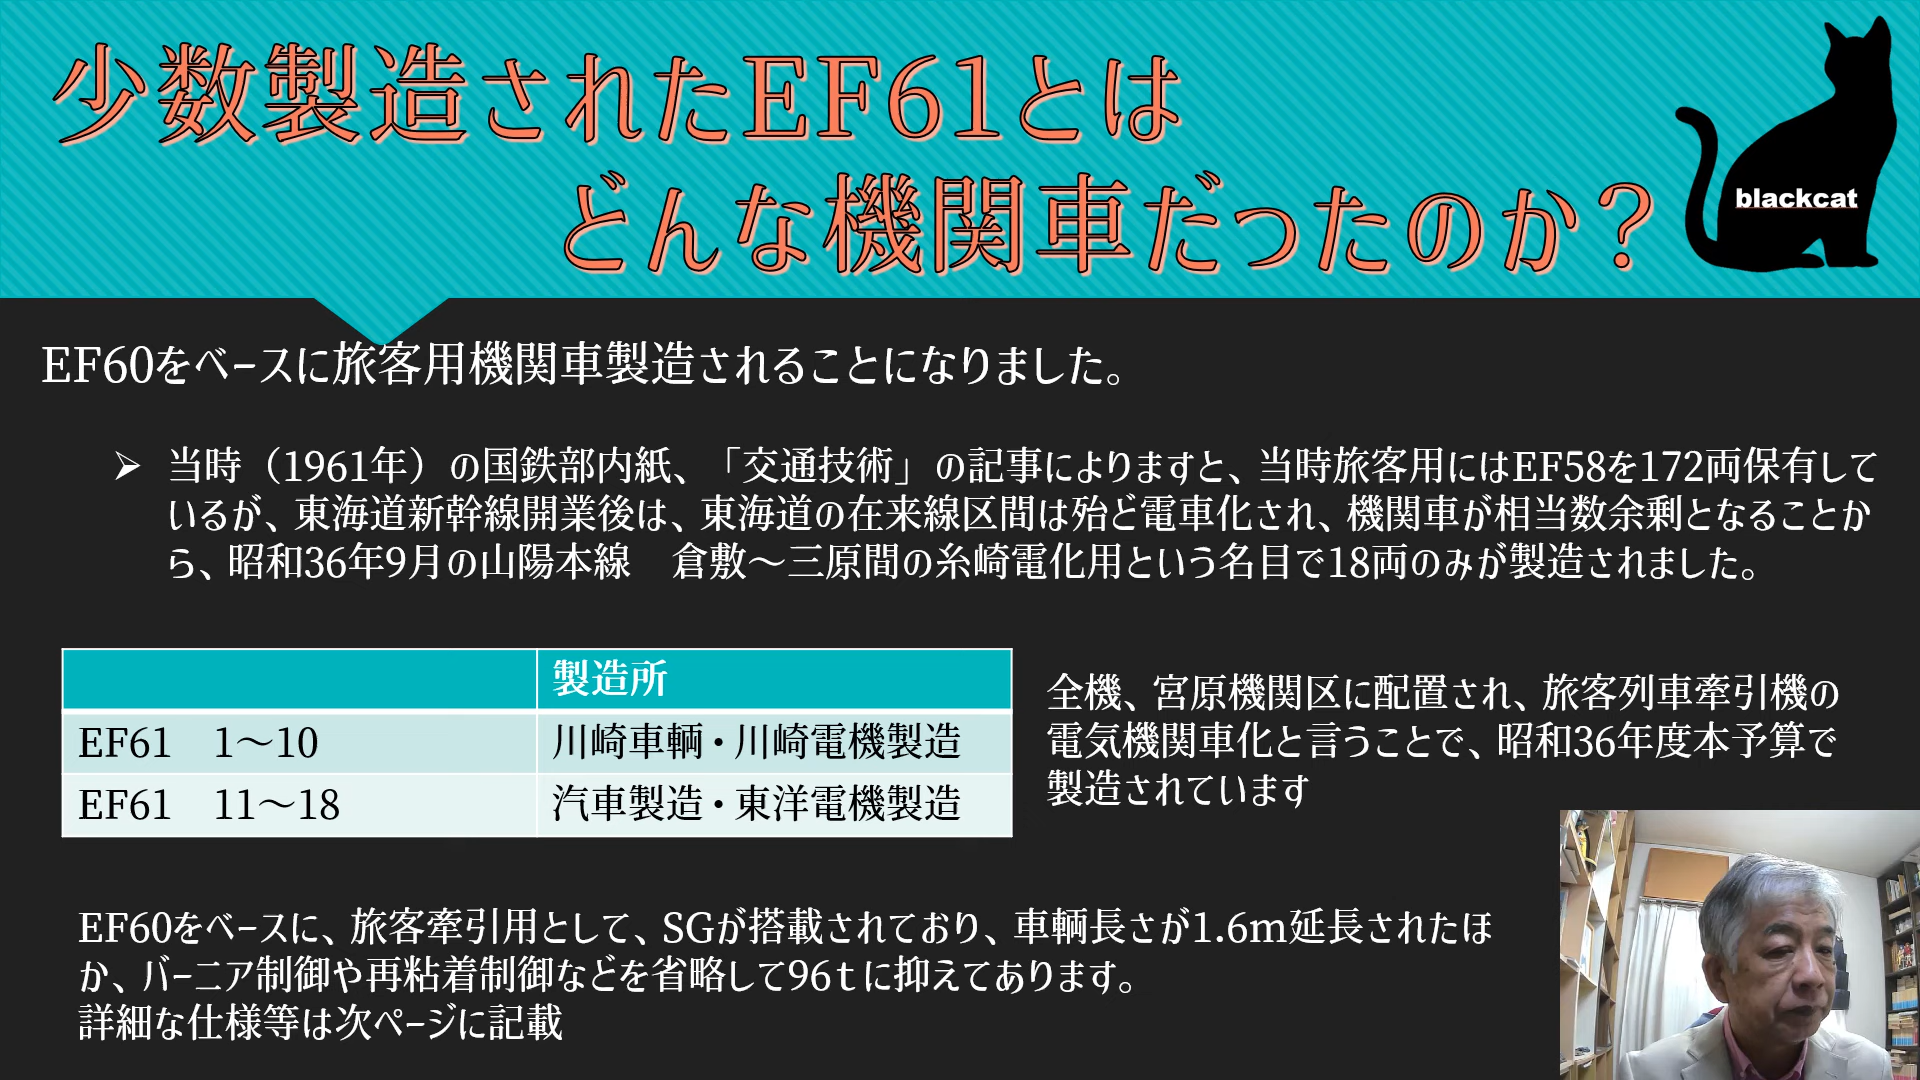 少数製造されたEF61とは
どんな機関車だったのか？
blackcat
EF60をベースに旅客用機関車製造されることになりました。
➢ 当時（1961年）の国鉄部内紙、「交通技術」の記事によりますと、当時旅客用にはEF58を172両保有して
いるが、東海道新幹線開業後は、東海道の在来線区間は殆ど電車化され、機関車が相当数余剰となることか
ら、昭和36年9月の山陽本線　倉敷～三原間の糸崎電化用という名目で18両のみが製造されました。
製造所
EF61　1～10　川崎車輌・川崎電機製造
EF61　11～18　汽車製造・東洋電機製造
全機、宮原機関区に配置され、旅客列車牽引機の
電気機関車化と言うことで、昭和36年度本予算で
製造されています
EF60をベースに、旅客牽引用として、SGが搭載されており、車輌長さが1.6m延長されたほ
か、バーニア制御や再粘着制御などを省略して96ｔに抑えてあります。
詳細な仕様等は次ページに記載